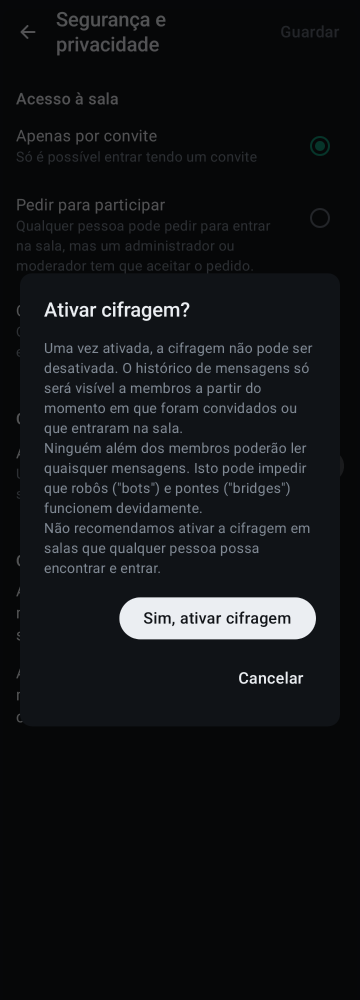 Segurança e
privacidade
Guardar
Acesso à sala
Apenas por convite
Só é possível entrar tendo um convite
Pedir para participar
Qualquer pessoa pode pedir para entrar
na sala, mas um administrador ou
moderador tem que aceitar o pedido.
Ativar cifragem?
Uma vez ativada, a cifragem não pode ser
desativada. O histórico de mensagens só
será visível a membros a partir do
momento em que foram convidados ou
que entraram na sala.
Ninguém além dos membros poderão ler
quaisquer mensagens. Isto pode impedir
que robôs ("bots") e pontes ("bridges")
funcionem devidamente.
Não recomendamos ativar a cifragem em
salas que qualquer pessoa possa
encontrar e entrar.
Sim, ativar cifragem
Cancelar